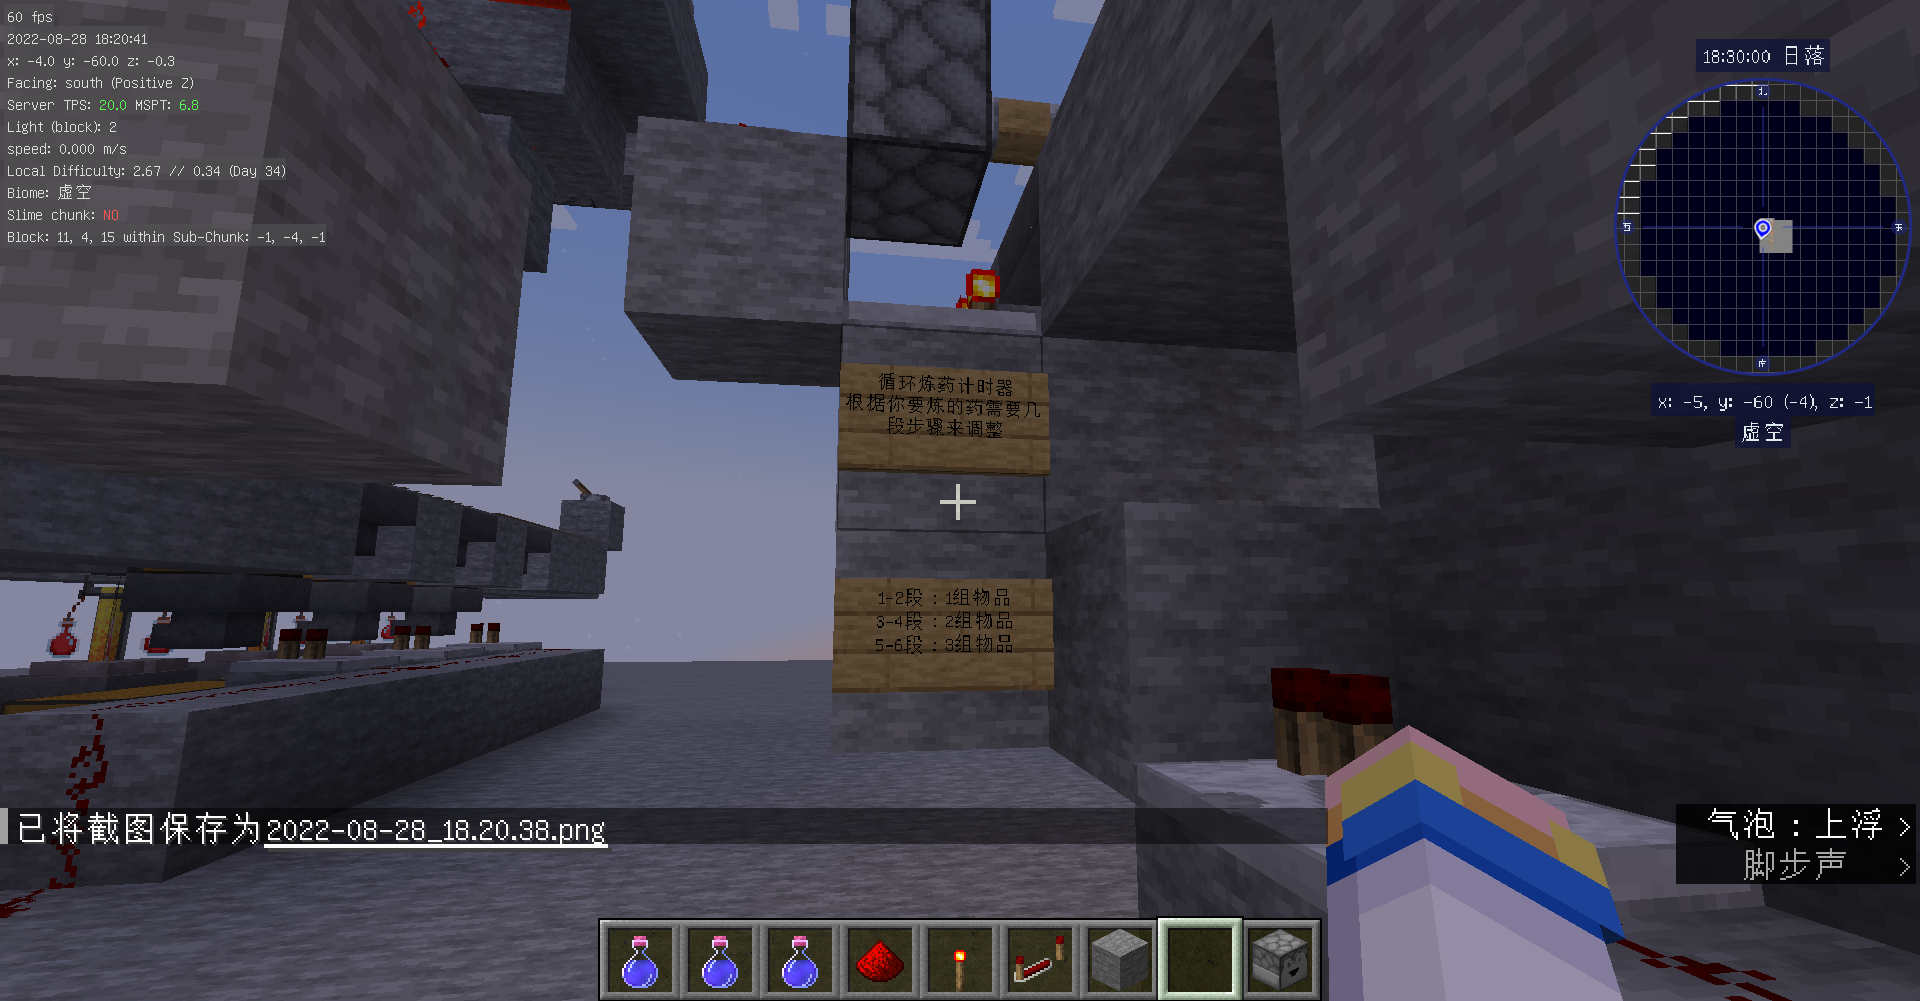 60 fps
2022-08-28 18:20:41
x: -4.0 y: -60.0 z: -0.3
Facing: south (Positive Z)
Server TPS: 20.0 MSPT: 6.8
Light (block): 2
speed: 0.000 m/s
Local Difficulty: 2.67 // 0.34 (Day 34)
Biome: 虚空
Slime chunk: NO
Block: 11, 4, 15 within Sub-Chunk: -1, -4, -1
18:30:00 日落
北
西
东
南
x: -5, y: -60 (-4), z: -1
虚空
循环炼药计时器
根据你要炼的药需要几
段步骤来调整
1-2段：1组物品
3-4段：2组物品
5-6段：3组物品
已将截图保存为2022-08-28_18.20.38.png
气泡：上浮 >
脚步声 >